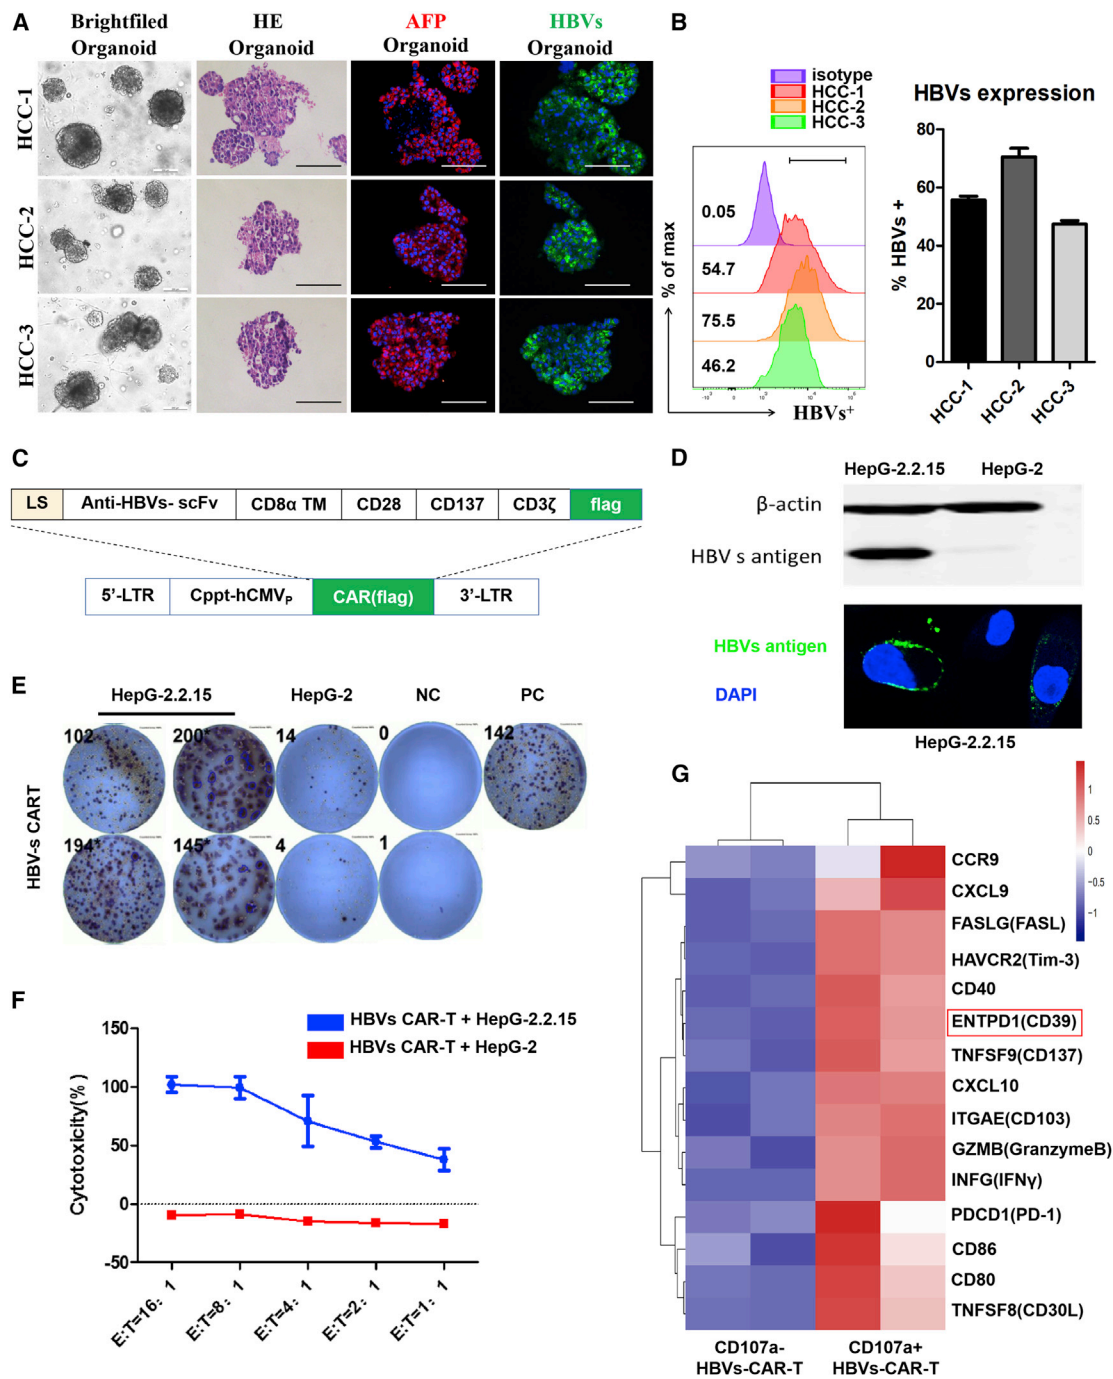 A
Brightfiled
Organoid
HE
Organoid
AFP
Organoid
HBVs
Organoid
HCC-1
HCC-2
HCC-3
B
isotype
HCC-1
HCC-2
HCC-3
0.05
54.7
75.5
46.2
% of max
HBVs+
HBVs expression
% HBVs +
80
60
40
20
0
HCC-1
HCC-2
HCC-3
C
LS
Anti-HBVs- scFv
CD8α TM
CD28
CD137
CD3ζ
flag
5’-LTR
Cppt-hCMVP
CAR(flag)
3’-LTR
D
HepG-2.2.15
HepG-2
β-actin
HBV s antigen
HBVs antigen
DAPI
HepG-2.2.15
E
HepG-2.2.15
HepG-2
NC
PC
HBV-s CART
102
200*
14
0
142
194*
145*
4
1
F
HBVs CAR-T + HepG-2.2.15
HBVs CAR-T + HepG-2
Cytotoxicity(%)
150
100
50
0
-50
E:T=16: 1
E:T=8: 1
E:T=4: 1
E:T=2: 1
E:T=1: 1
G
1
0.5
0
-0.5
-1
CCR9
CXCL9
FASLG(FASL)
HAVCR2(Tim-3)
CD40
ENTPD1(CD39)
TNFSF9(CD137)
CXCL10
ITGAE(CD103)
GZMB(GranzymeB)
INFG(IFNγ)
PDCD1(PD-1)
CD86
CD80
TNFSF8(CD30L)
CD107a-
HBVs-CAR-T
CD107a+
HBVs-CAR-T